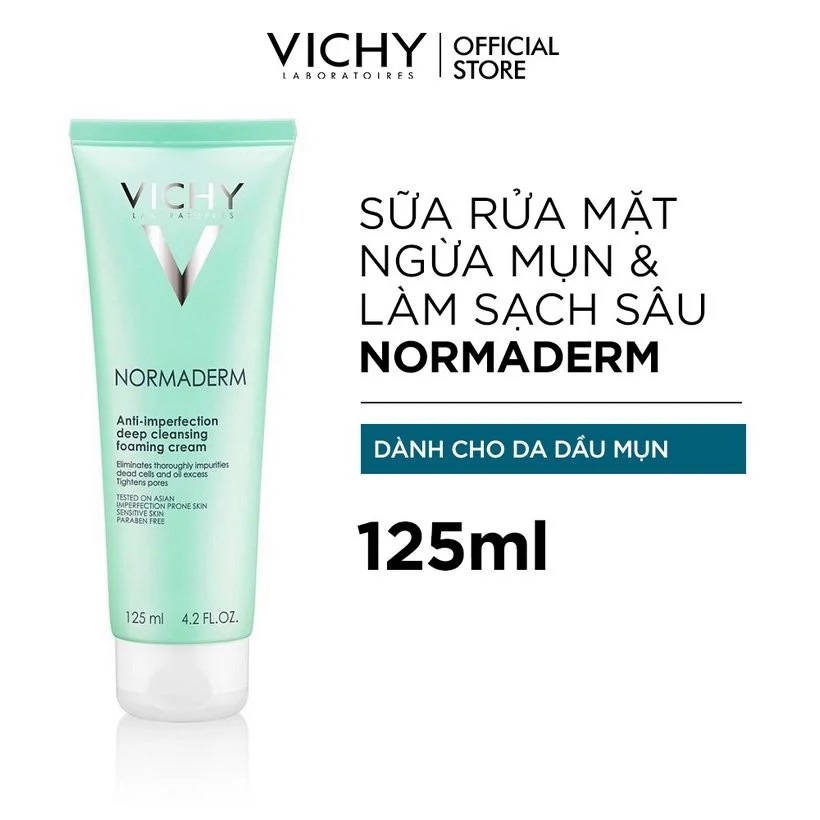 VICHY
LABORATOIRES
OFFICIAL
STORE
VICHY
LABORATOIRES
NORMADERM
Anti-imperfection
deep cleansing
foaming cream
Eliminates thoroughly impurities
dead cells and oil excess
Tightens pores
TESTED ON ASIAN
IMPERFECTION PRONE SKIN
SENSITIVE SKIN
PARABEN FREE
125 ml 4.2 FL.OZ.
SỮA RỬA MẶT
NGỪA MỤN &
LÀM SẠCH SÂU
NORMADERM
DÀNH CHO DA DẦU MỤN
125ml